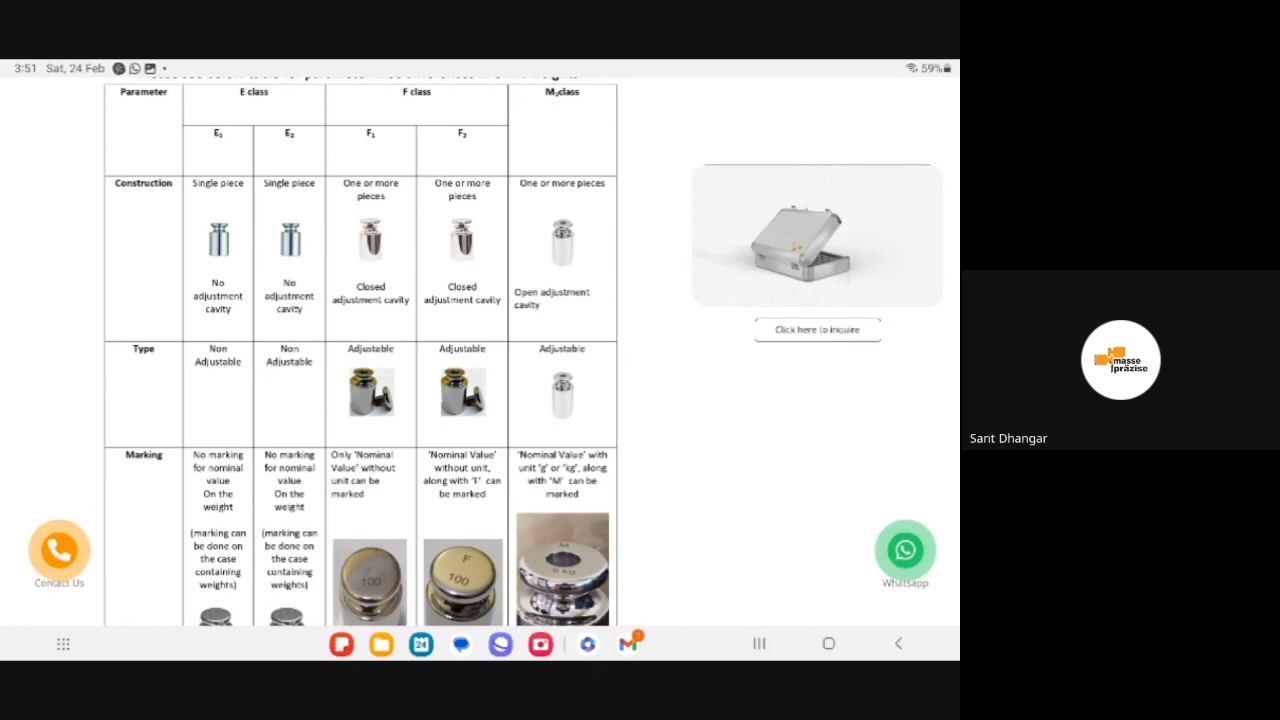 3:51 Sat, 24 Feb
59%
Parameter
E class
F class
M₁class
E₁
E₂
F₁
F₂
Construction
Single piece
No
adjustment
cavity
Single piece
No
adjustment
cavity
One or more
pieces
Closed
adjustment cavity
One or more
pieces
Closed
adjustment cavity
One or more pieces
Open adjustment
cavity
Type
Non
Adjustable
Non
Adjustable
Adjustable
Adjustable
Adjustable
Marking
No marking
for nominal
value
On the
weight
(marking can
be done on
the case
containing
weights)
No marking
for nominal
value
On the
weight
(marking can
be done on
the case
containing
weights)
Only 'Nominal
Value' without
unit can be
marked
100
'Nominal Value'
without unit,
along with 'F' can
be marked
F
100
'Nominal Value' with
unit 'g' or 'kg', along
with 'M' can be
marked
M
kg
Click here to inquire
Contact Us
Whatsapp
24
1
masse
präzise
Sant Dhangar